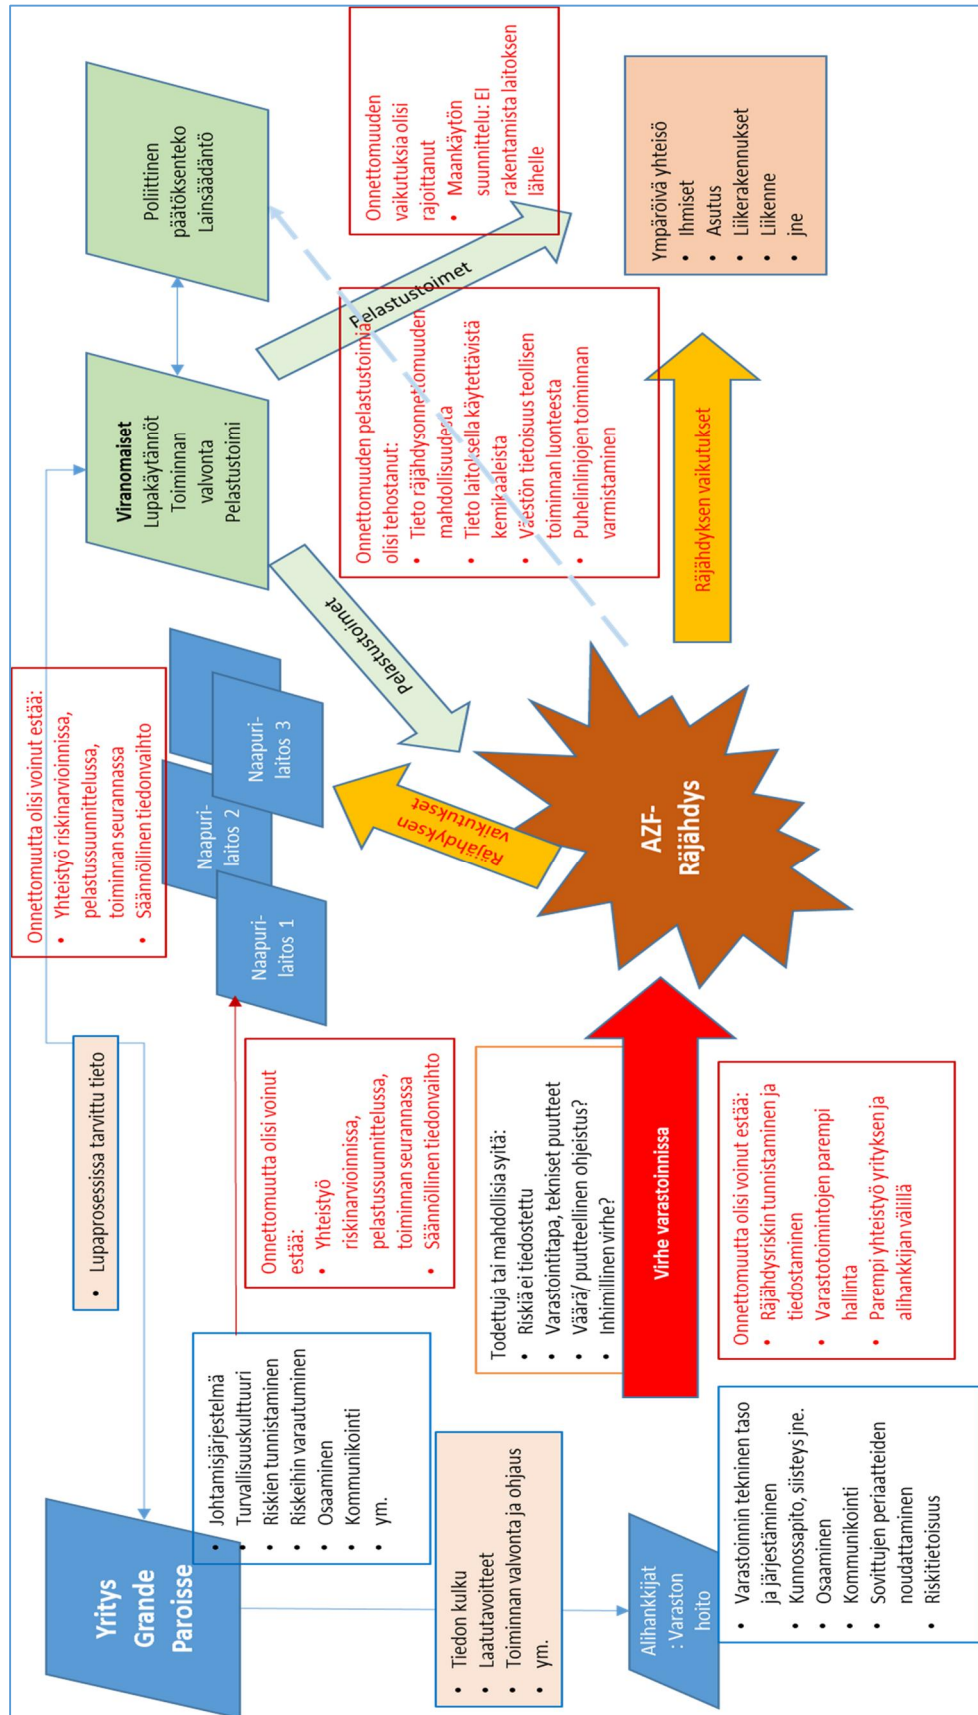 Yritys
Grande
Paroisse
• Johtamisjärjestelmä
• Turvallisuuskulttuuri
• Riskien tunnistaminen
• Riskeihin varautuminen
• Osaaminen
• Kommunikointi
• ym.
• Lupaprosessissa tarvittu tieto
Onnettomuutta olisi voinut estää:
• Yhteistyö riskinarvioinnissa,
pelastussunnittelussa,
toiminnan seurannassa
• Säännöllinen tiedonvaihto
Viranomaiset
Lupakäytännöt
Toiminnan
valvonta
Pelastustoimi
Poliittinen
päätöksenteko
Lainsäädäntö
Onnettomuutta olisi voinut
estää:
• Yhteistyö
riskinarvioinnissa,
pelastussuunnittelussa,
toiminnan seurannassa
• Säännöllinen tiedonvaihto
Naapuri-
laitos 1
Naapuri-
laitos 2
Naapuri-
laitos 3
Pelastustoimet
Pelastustoimet
Onnettomuuden
vaikutuksia olisi
rajoittanut
• Maankäytön
suunnittelu: EI
rakentamista laitoksen
lähelle
Onnettomuuden pelastustoimia
olisi tehostanut:
• Tieto räjähdysonnettomuuden
mahdollisuudesta
• Tieto laitoksella käytettävistä
kemikaaleista
• Väestön tietoisuus teollisen
toiminnan luonteesta
• Puhelinlinjojen toiminnan
varmistaminen
Räjähdyksen
vaikutukset
• Tiedon kulku
• Laatutavoitteet
• Toiminnan valvonta ja ohjaus
• ym.
Todettuja tai mahdollisia syitä:
• Riskiä ei tiedostettu
• Varastointitapa, tekniset puutteet
• Väärä/ puutteellinen ohjeistus?
• Inhimillinen virhe?
Alihankkijat
: Varaston
hoito
Virhe varastoinnissa
AZF-
Räjähdys
Räjähdyksen vaikutukset
Ympäröivä yhteisö
• Ihmiset
• Asutus
• Liikerakennukset
• Liikenne
• jne
• Varastoinnin tekninen taso
ja järjestäminen
• Kunnossapito, siisteys jne.
• Osaaminen
• Kommunikointi
• Sovittujen periaatteiden
noudattaminen
• Riskitietoisuus
Onnettomuutta olisi voinut estää:
• Räjähdysriskin tunnistaminen ja
tiedostaminen
• Varastotoimintojen parempi
hallinta
• Parempi yhteistyö yrityksen ja
alihankkijan välillä